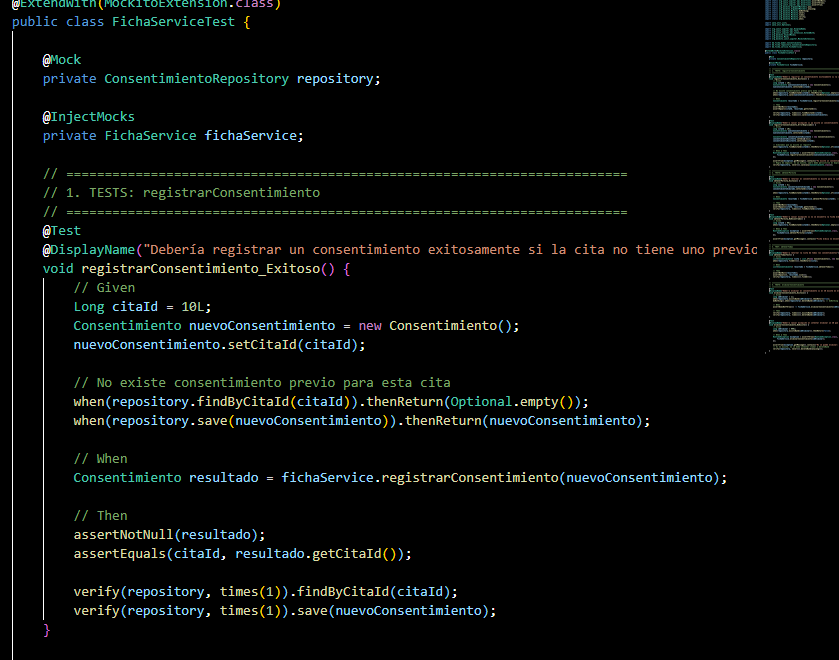 @ExtendWith(MockitoExtension.class)
public class FichaServiceTest {
@Mock
private ConsentimientoRepository repository;
@InjectMocks
private FichaService fichaService;
// =========================================================================
// 1. TESTS: registrarConsentimiento
// =========================================================================
@Test
@DisplayName("Debería registrar un consentimiento exitosamente si la cita no tiene uno previo
void registrarConsentimiento_Exitoso() {
// Given
Long citaId = 10L;
Consentimiento nuevoConsentimiento = new Consentimiento();
nuevoConsentimiento.setCitaId(citaId);
// No existe consentimiento previo para esta cita
when(repository.findByCitaId(citaId)).thenReturn(Optional.empty());
when(repository.save(nuevoConsentimiento)).thenReturn(nuevoConsentimiento);
// When
Consentimiento resultado = fichaService.registrarConsentimiento(nuevoConsentimiento);
// Then
assertNotNull(resultado);
assertEquals(citaId, resultado.getCitaId());
verify(repository, times(1)).findByCitaId(citaId);
verify(repository, times(1)).save(nuevoConsentimiento);
}